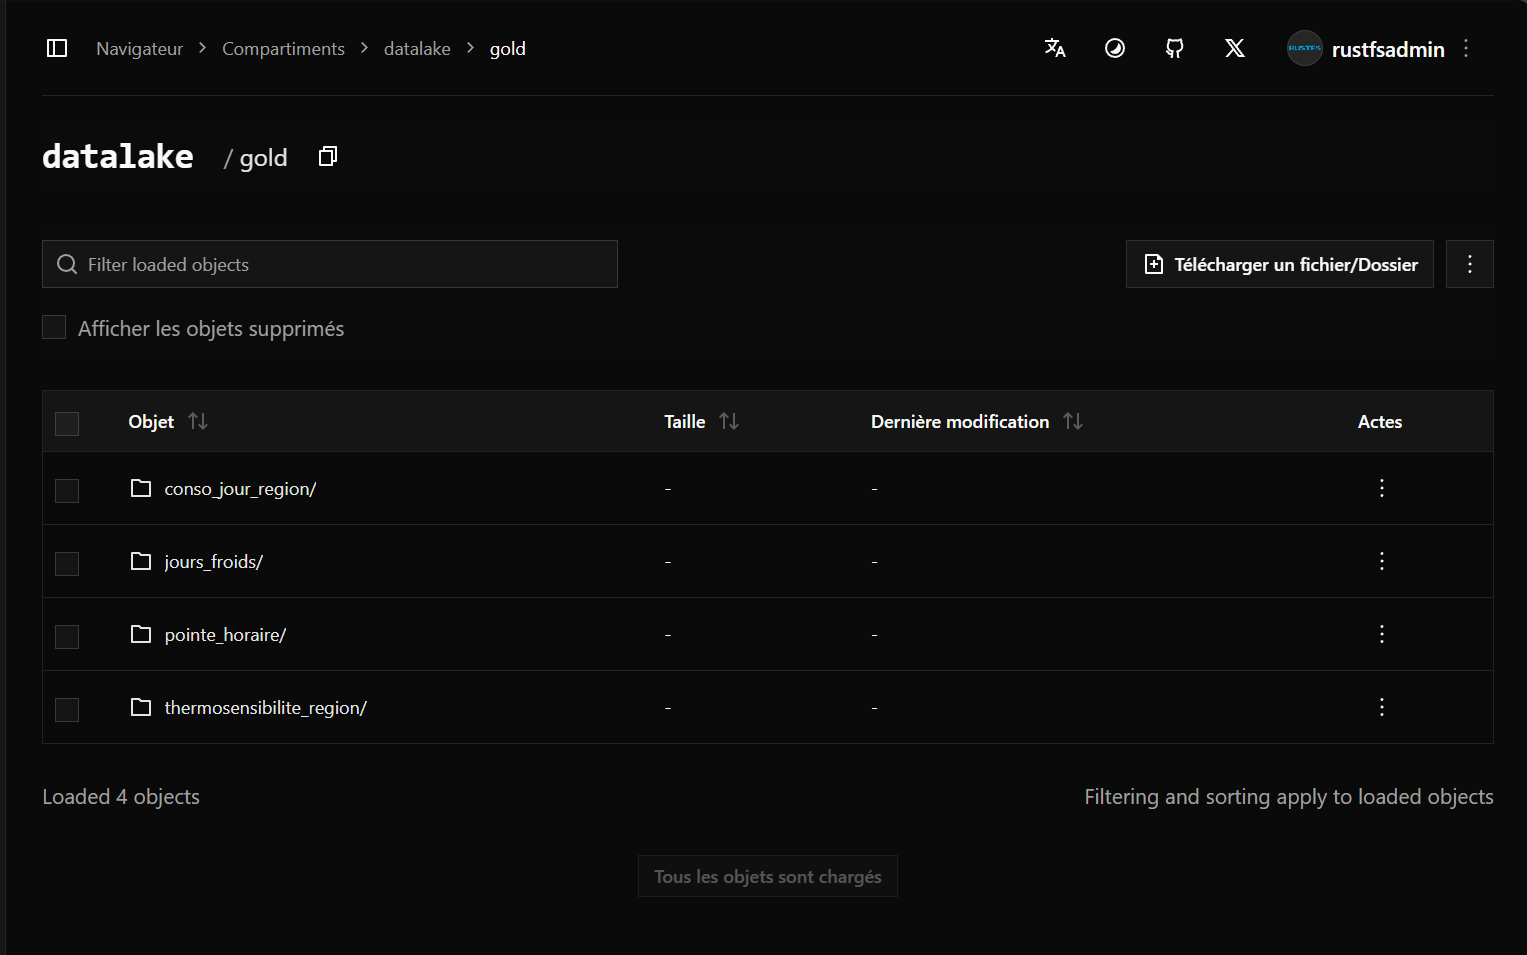 Navigateur > Compartiments > datalake > gold
RUSTFS rustfsadmin
datalake / gold
Filter loaded objects
Télécharger un fichier/Dossier
Afficher les objets supprimés
Objet Taille Dernière modification Actes
conso_jour_region/ - -
jours_froids/ - -
pointe_horaire/ - -
thermosensibilite_region/ - -
Loaded 4 objects Filtering and sorting apply to loaded objects
Tous les objets sont chargés